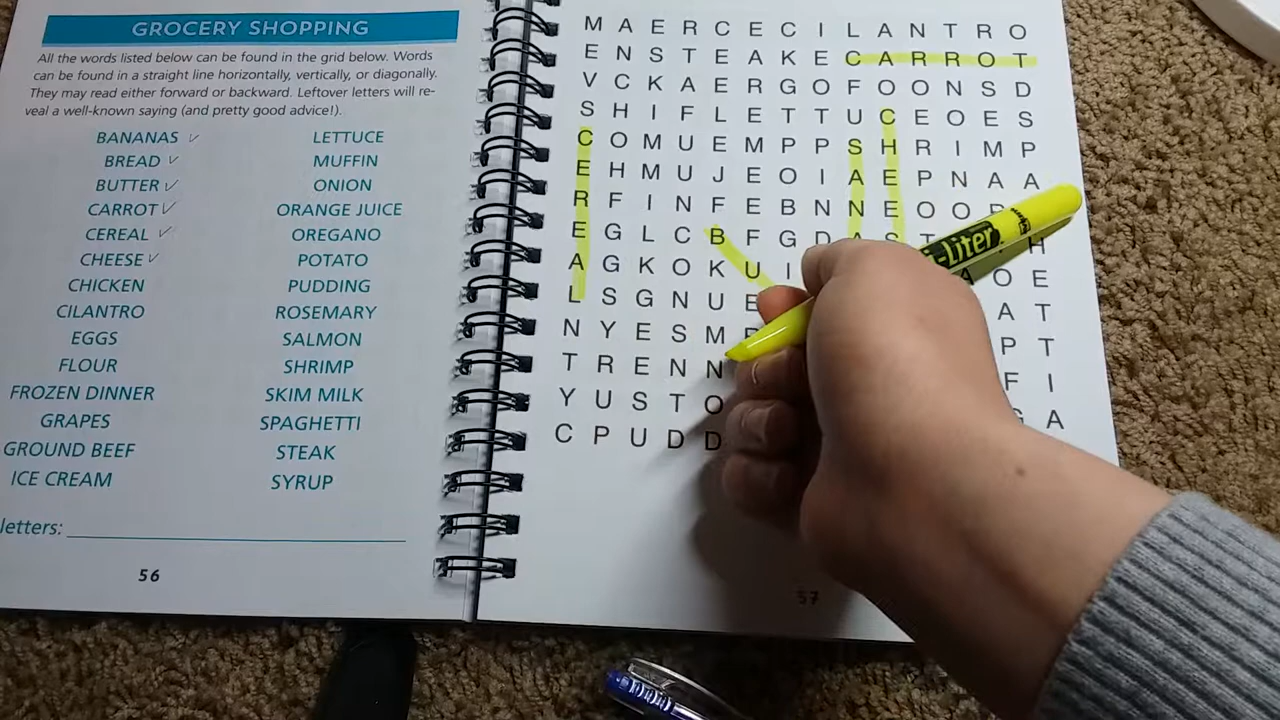 GROCERY SHOPPING
All the words listed below can be found in the grid below. Words
can be found in a straight line horizontally, vertically, or diagonally.
They may read either forward or backward. Leftover letters will re-
veal a well-known saying (and pretty good advice!).
BANANAS ✓
BREAD ✓
BUTTER ✓
CARROT ✓
CEREAL ✓
CHEESE ✓
CHICKEN
CILANTRO
EGGS
FLOUR
FROZEN DINNER
GRAPES
GROUND BEEF
ICE CREAM
LETTUCE
MUFFIN
ONION
ORANGE JUICE
OREGANO
POTATO
PUDDING
ROSEMARY
SALMON
SHRIMP
SKIM MILK
SPAGHETTI
STEAK
SYRUP
letters:
56
M A E R C E C I L A N T R O
E N S T E A K E C A R R O T
V C K A E R G O F O O N S D
S H I F L E T T U C E O E S
C O M U E M P P S H R I M P
E H M U J E O I A E P N A A
R F I N F E B N N E O O
E G L C B F G D A S T H
A G K O K U I O E
L S G N U E A T
N Y E S M P T
T R E N N F I
Y U S T O A
C P U D D
-liter
57